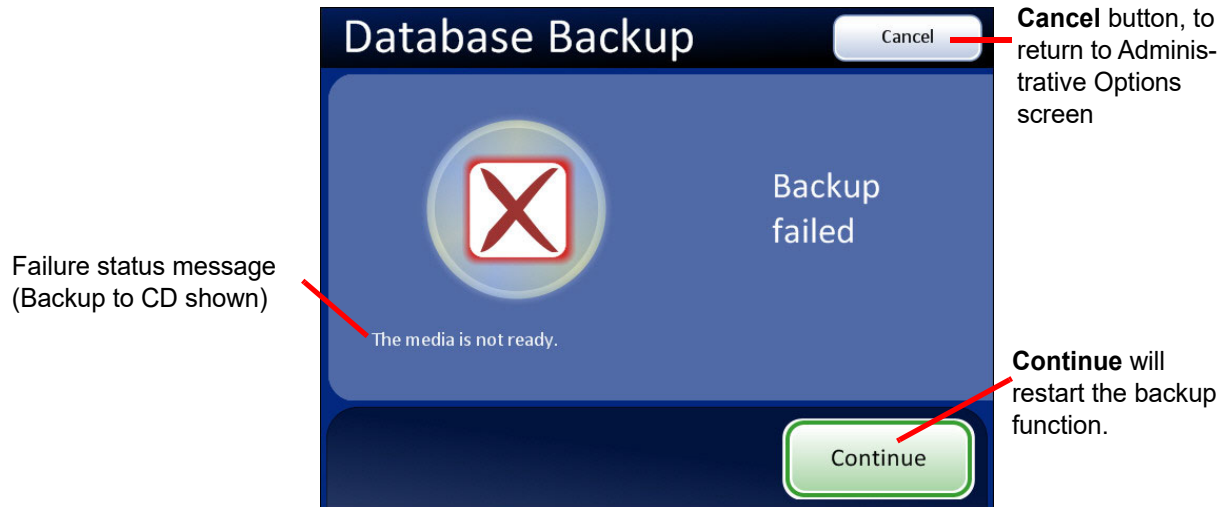 Database Backup
Cancel
Cancel button, to
return to Adminis-
trative Options
screen
Backup
failed
Failure status message
(Backup to CD shown)
The media is not ready.
Continue will
restart the backup
function.
Continue